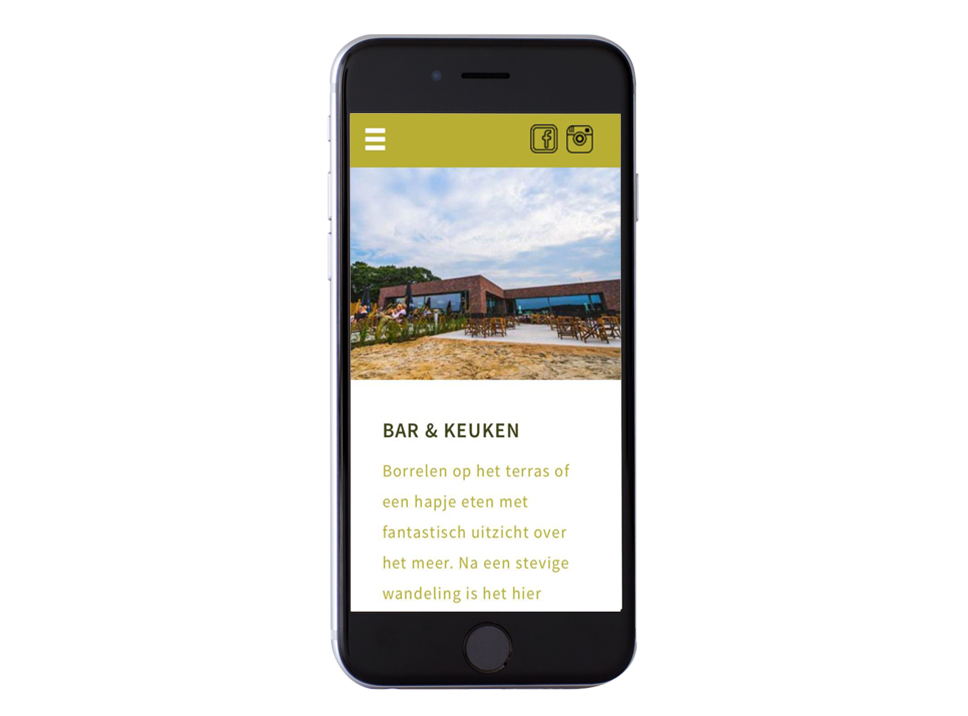 BAR & KEUKEN
Borrelen op het terras of
een hapje eten met
fantastisch uitzicht over
het meer. Na een stevige
wandeling is het hier